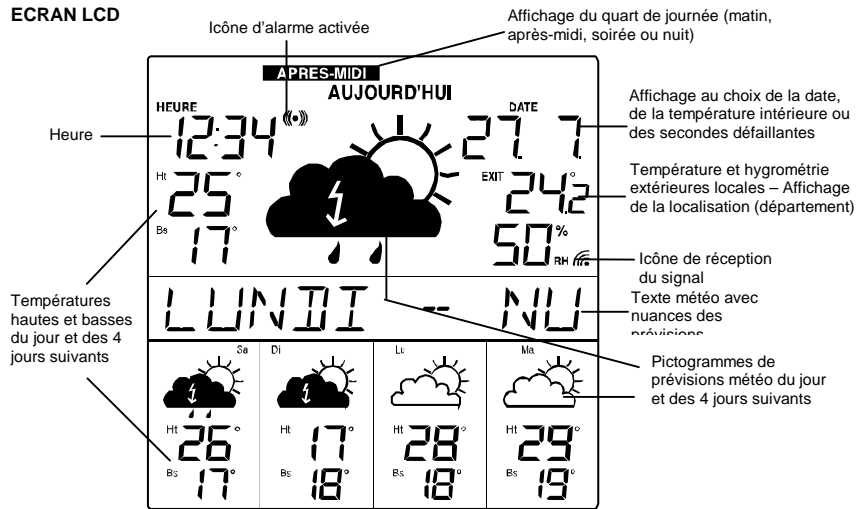 ECRAN LCD
Icône d'alarme activée
Affichage du quart de journée (matin,
après-midi, soirée ou nuit)
APRES-MIDI
AUJOURD'HUI
HEURE
DATE
Heure
12:34
27. 7.
Affichage au choix de la date,
de la température intérieure ou
des secondes défaillantes
Ht 25°
EXIT 24.2°
Température et hygrométrie
extérieures locales – Affichage
de la localisation (département)
Bs 17°
50% RH
Icône de réception
du signal
Températures
hautes et basses
du jour et des 4
jours suivants
LUNDI -- NU
Texte météo avec
nuances des
prévisions
Sa Di Lu Ma
Pictogrammes de
prévisions météo du jour
et des 4 jours suivants
Ht 26° Ht 17° Ht 28° Ht 29°
Bs 17° Bs 18° Bs 18° Bs 19°